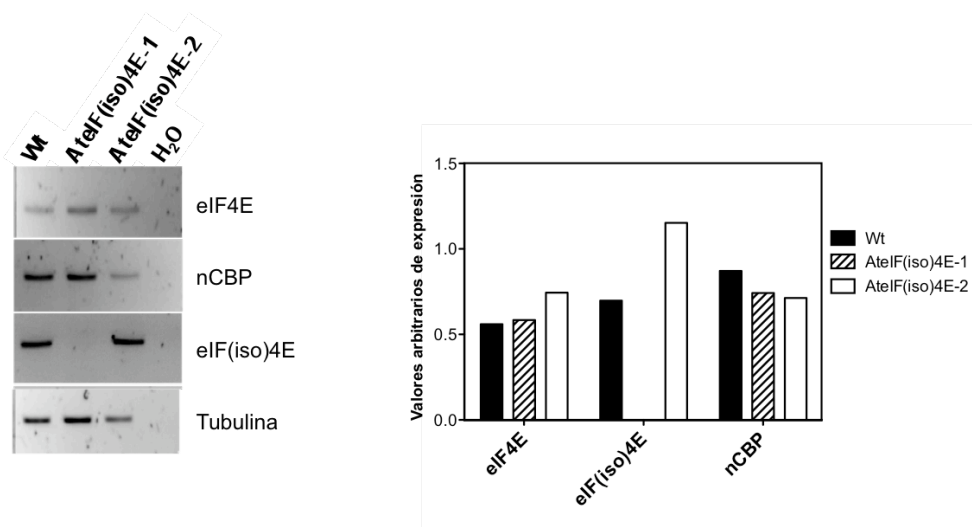 Wt
AteIF(iso)4E-1
AteIF(iso)4E-2
H₂O
eIF4E
nCBP
eIF(iso)4E
Tubulina
Valores arbitrarios de expresión
1.5
1.0
0.5
0.0
eIF4E
eIF(iso)4E
nCBP
Wt
AteIF(iso)4E-1
AteIF(iso)4E-2